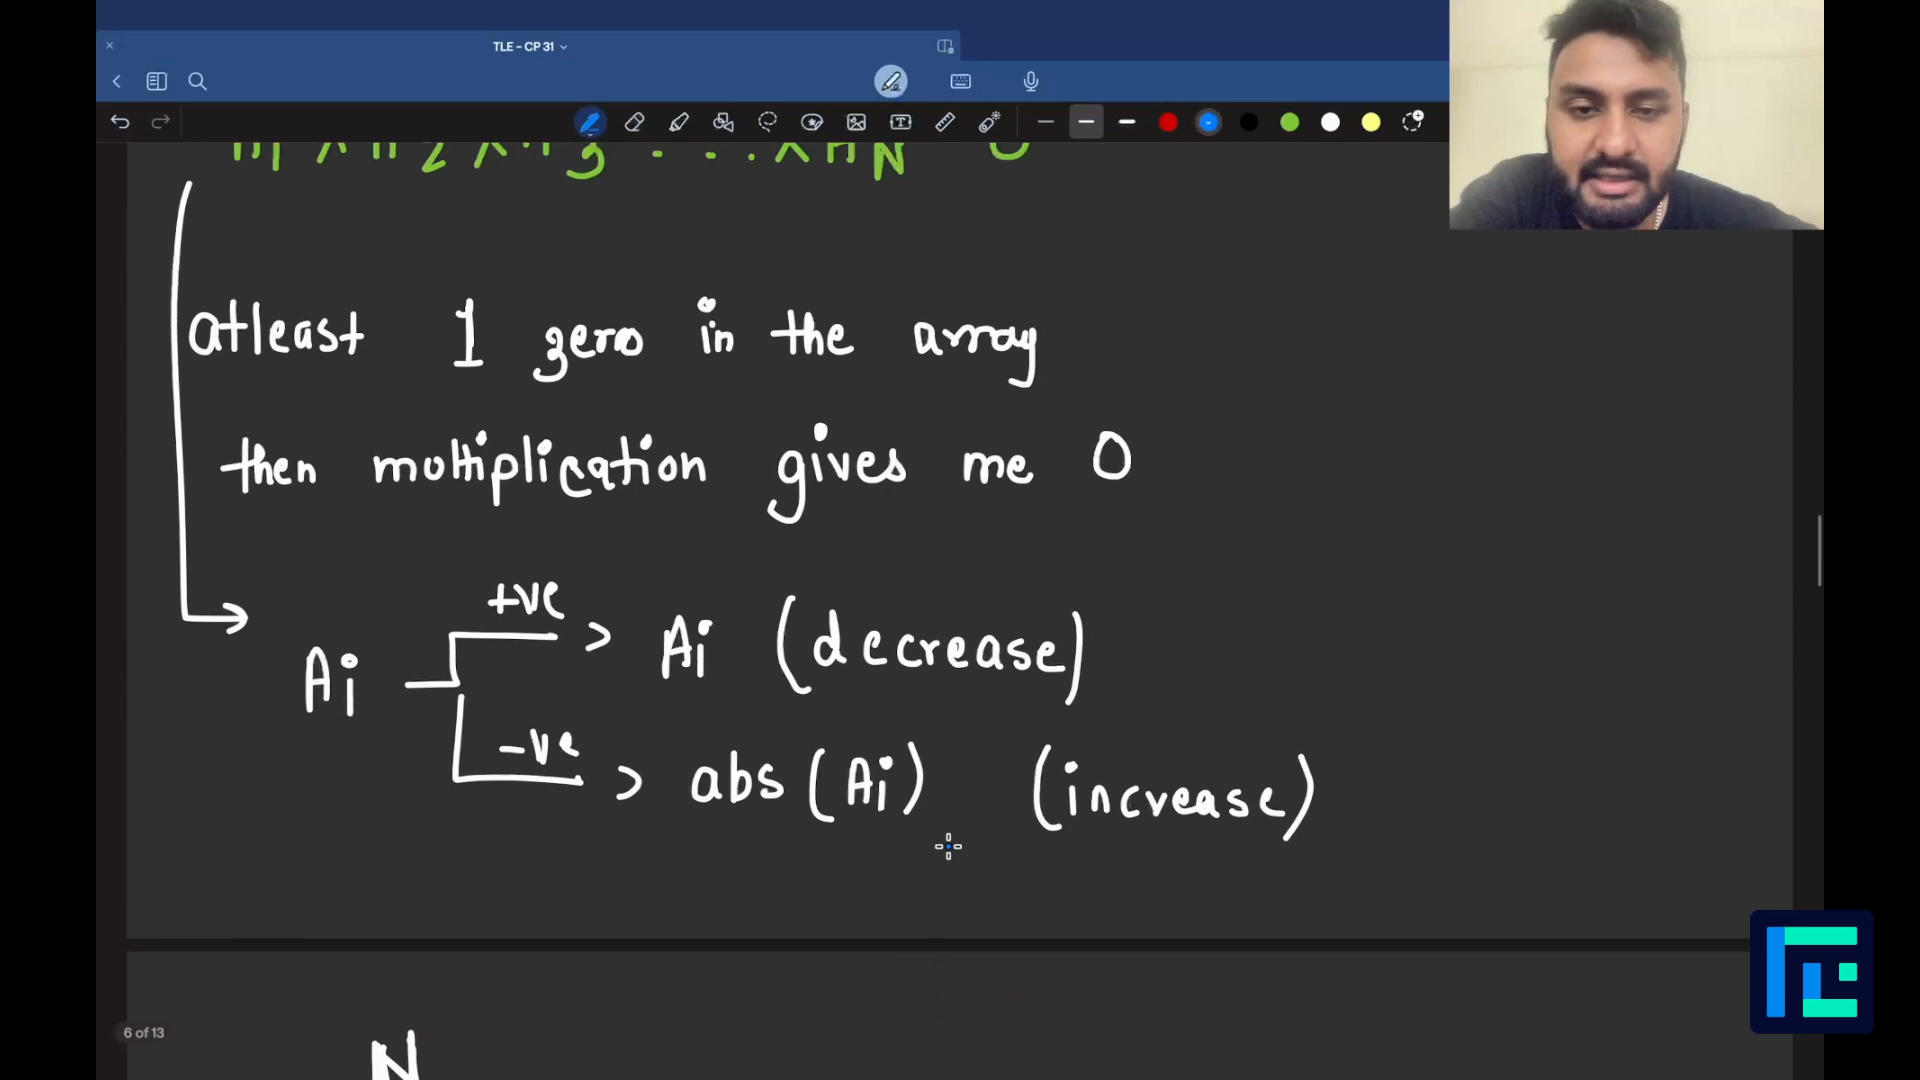 TLE - CP 31
atleast 1 zero in the array
then multiplication gives me 0
+ve > Ai (decrease)
Ai
-ve > abs (Ai) (increase)
6 of 13
N